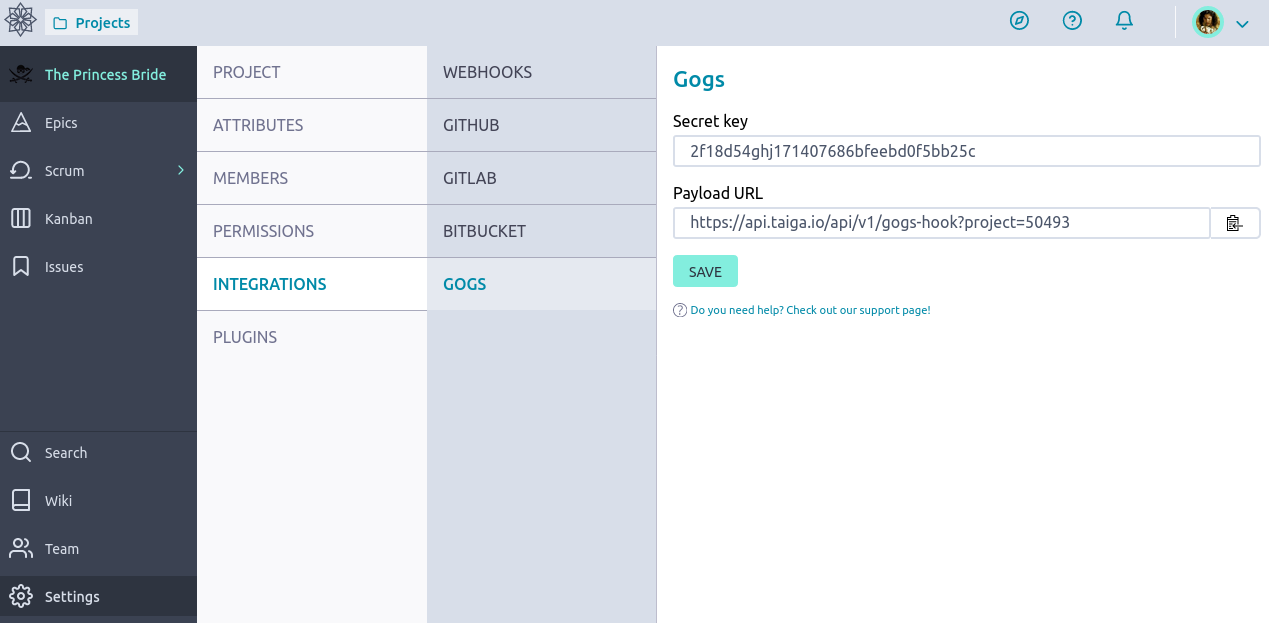 Projects
The Princess Bride
Epics
Scrum
Kanban
Issues
Search
Wiki
Team
Settings
PROJECT
ATTRIBUTES
MEMBERS
PERMISSIONS
INTEGRATIONS
PLUGINS
WEBHOOKS
GITHUB
GITLAB
BITBUCKET
GOGS
Gogs
Secret key
2f18d54ghj171407686bfeebd0f5bb25c
Payload URL
https://api.taiga.io/api/v1/gogs-hook?project=50493
SAVE
Do you need help? Check out our support page!